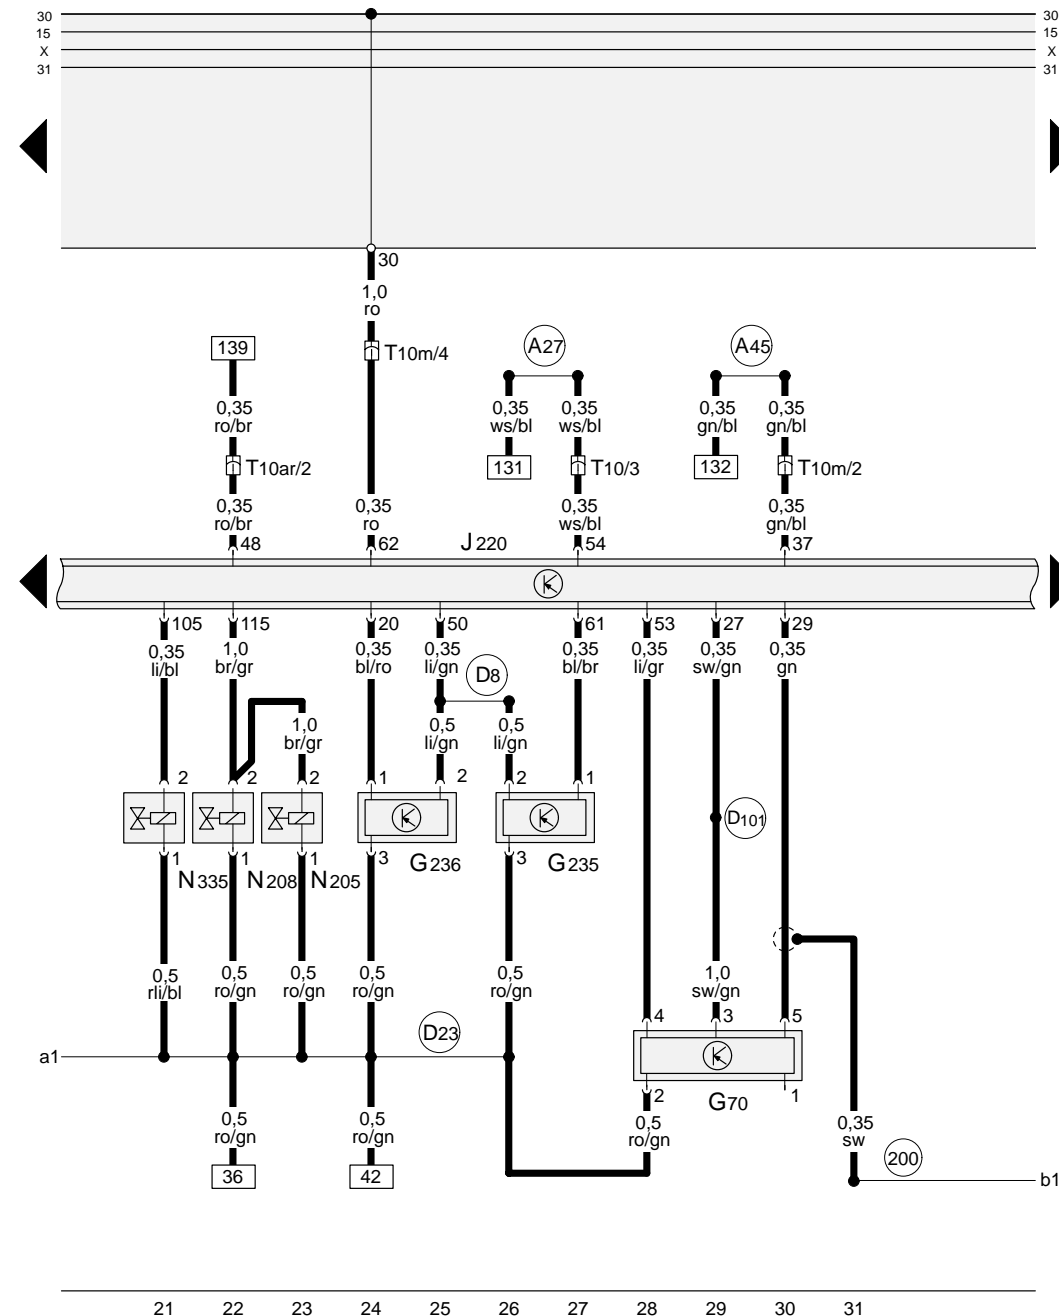 30 30
15 15
X X
31 31
30
1,0
ro
139 T10m/4 A27 A45
0,35 0,35 0,35 0,35 0,35
ro/br ws/bl ws/bl gn/bl gn/bl
T10ar/2 131 T10/3 132 T10m/2
0,35 0,35 0,35 0,35
ro/br ro ws/bl gn/bl
48 62 J220 54 37
105 115 20 50 61 53 27 29
0,35 1,0 0,35 0,35 0,35 0,35 0,35 0,35
li/bl br/gr bl/ro li/gn bl/br li/gr sw/gn gn
D8
1,0 0,5 0,5
br/gr li/gn li/gn
2 2 2 1 2 2 1
D101
1 1 1 3 3
N335 N208 N205 G236 G235
0,5 0,5 0,5 0,5 0,5 1,0
rli/bl ro/gn ro/gn ro/gn ro/gn sw/gn
4 3 5
D23
a1
2 G70 1
0,5 0,5 0,5 0,35
ro/gn ro/gn ro/gn sw
36 42 200
b1
21 22 23 24 25 26 27 28 29 30 31